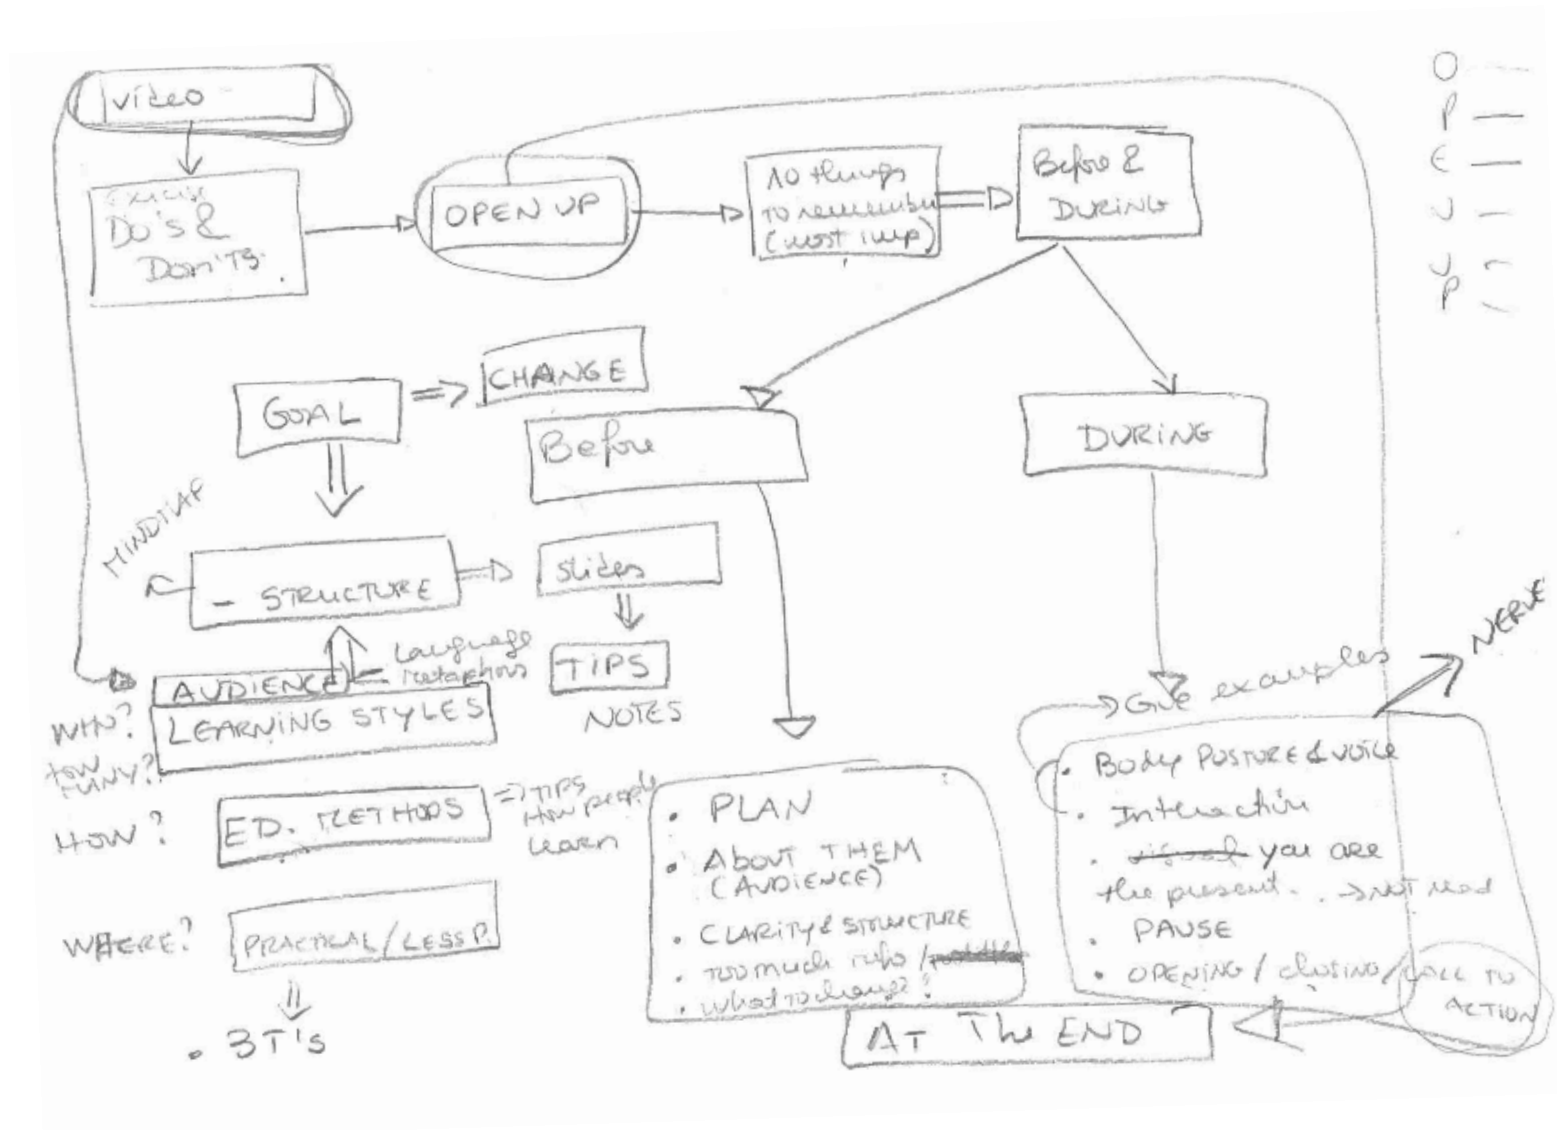 video
Do's &
Don'Ts
OPEN UP
10 things
to remember
(most imp)
Before &
DURING
O
P
E
N
U
P
GOAL
CHANGE
Before
DURING
MINDMAP
- STRUCTURE
slides
TIPS
NOTES
Language
metaphors
AUDIENCE
LEARNING STYLES
WHO?
HOW
MANY?
HOW?
ED. METHODS
=> TIPS
How people
learn
WHERE?
PRACTICAL/LESS P.
• 3T's
• PLAN
• ABOUT THEM
(AUDIENCE)
• CLARITY & STRUCTURE
• Too much info /
• What to change?
NERVE
Give examples
• Body POSTURE & VOICE
• Interaction
• you are
the present. . → not read
• PAUSE
• OPENING / closing / CALL TO
ACTION
AT The END